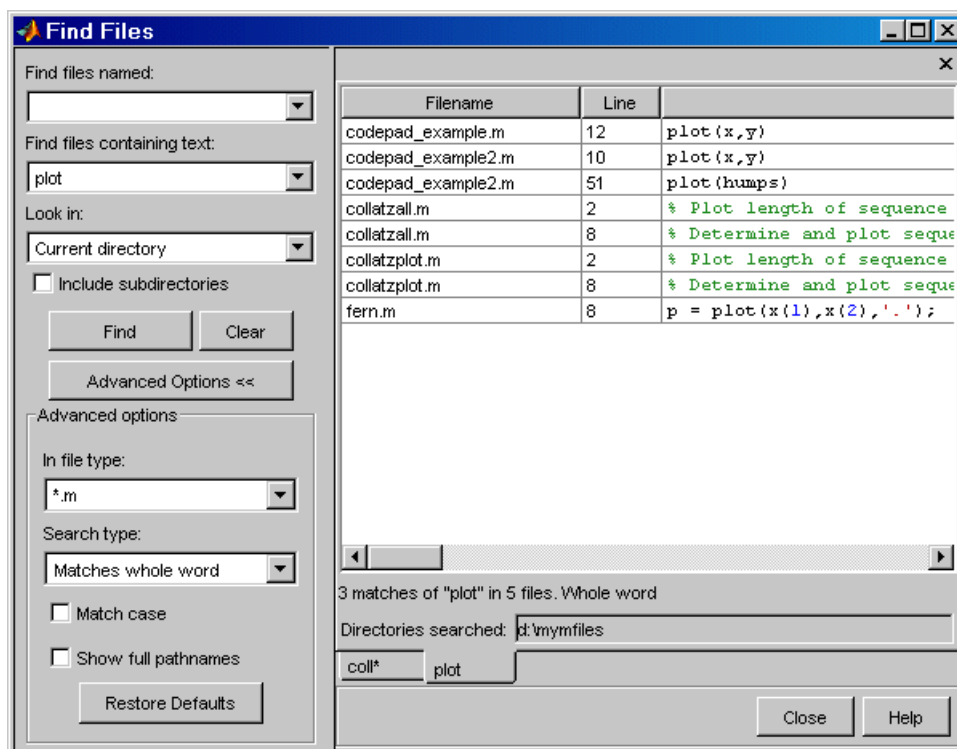 Find Files
Find files named:
Find files containing text:
plot
Look in:
Current directory
Include subdirectories
Find Clear
Advanced Options <<
Advanced options
In file type:
*.m
Search type:
Matches whole word
Match case
Show full pathnames
Restore Defaults
Filename Line
codepad_example.m 12 plot(x,y)
codepad_example2.m 10 plot(x,y)
codepad_example2.m 51 plot(humps)
collatzall.m 2 % Plot length of sequence
collatzall.m 8 % Determine and plot seque
collatzplot.m 2 % Plot length of sequence
collatzplot.m 8 % Determine and plot seque
fern.m 8 p = plot(x(1),x(2),'.');
3 matches of "plot" in 5 files. Whole word
Directories searched: d:\mymfiles
coll* plot
Close Help